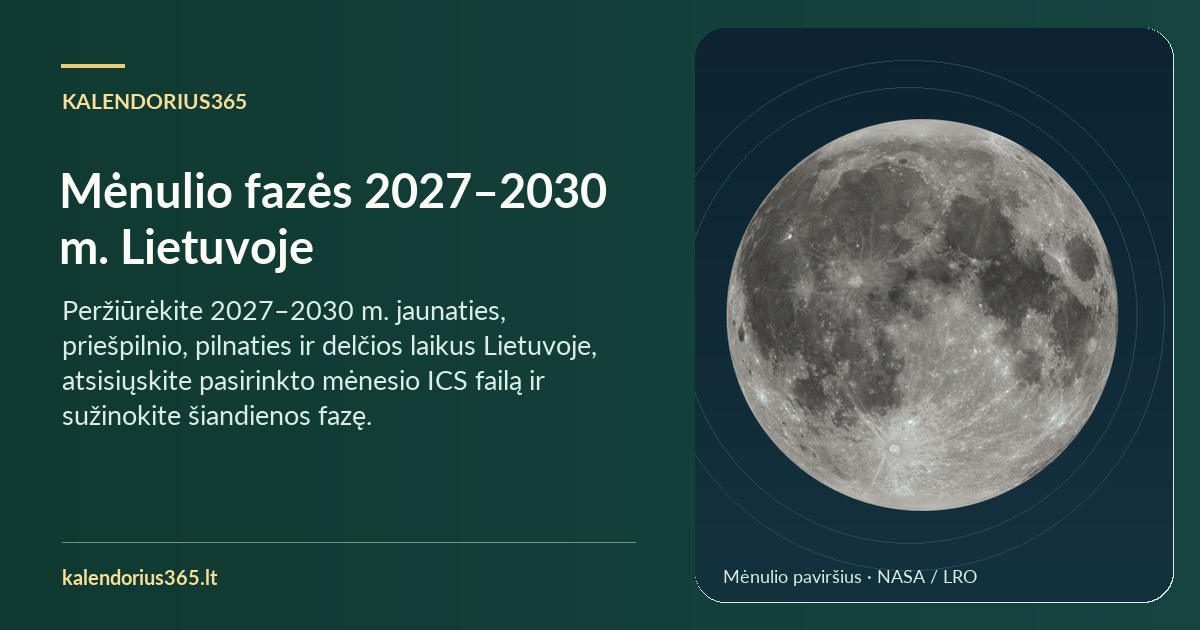 KALENDORIUS365
Mėnulio fazės 2027–2030
m. Lietuvoje
Peržiūrėkite 2027–2030 m. jaunaties,
priešpilnio, pilnaties ir delčios laikus Lietuvoje,
atsisiųskite pasirinkto mėnesio ICS failą ir
sužinokite šiandienos fazę.
kalendorius365.lt
Mėnulio paviršius · NASA / LRO